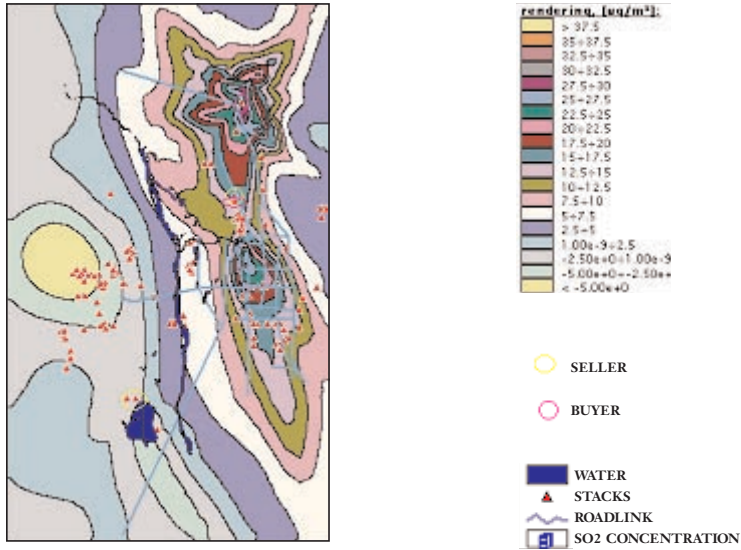 rendering, [µg/m³]:
> 37.5
35÷37.5
32.5÷35
30÷32.5
27.5÷30
25÷27.5
22.5÷25
20÷22.5
17.5÷20
15÷17.5
12.5÷15
10÷12.5
7.5÷10
5÷7.5
2.5÷5
1.00e-9÷2.5
-2.50e+0÷1.00e-9
-5.00e+0÷-2.50e+
< -5.00e+0
SELLER
BUYER
WATER
STACKS
ROADLINK
SO2 CONCENTRATION